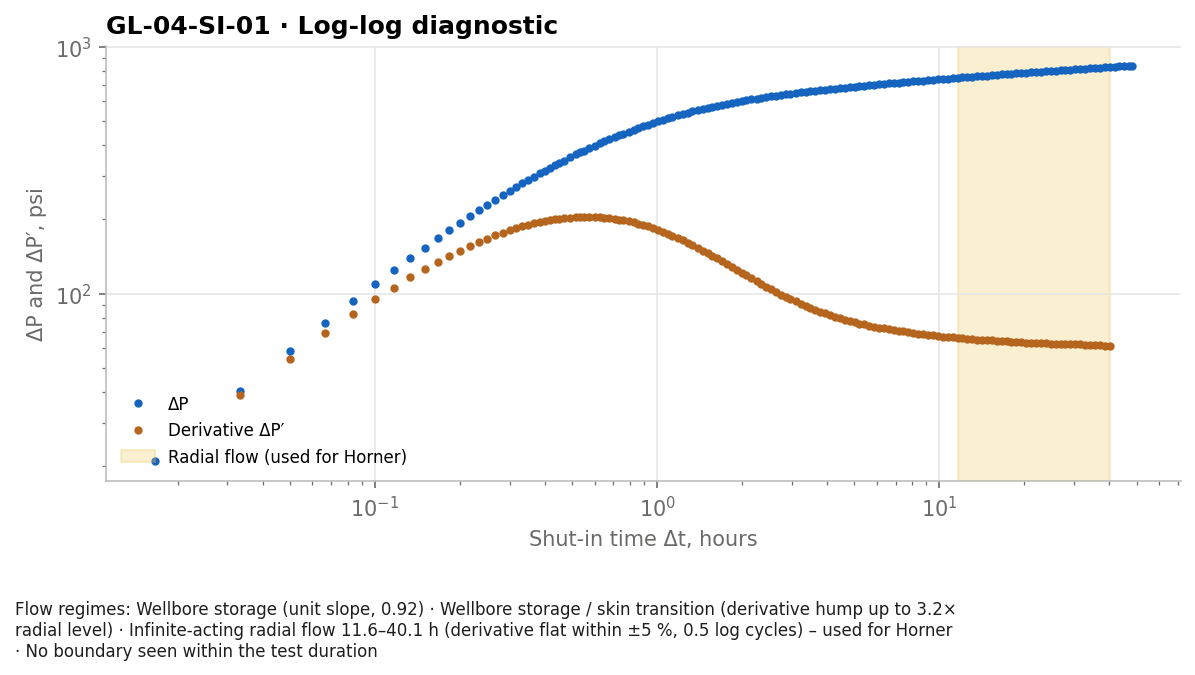 GL-04-SI-01 · Log-log diagnostic
10³
10²
ΔP and ΔP′, psi
ΔP
Derivative ΔP′
Radial flow (used for Horner)
10⁻¹
10⁰
10¹
Shut-in time Δt, hours
Flow regimes: Wellbore storage (unit slope, 0.92) · Wellbore storage / skin transition (derivative hump up to 3.2×
radial level) · Infinite-acting radial flow 11.6–40.1 h (derivative flat within ±5 %, 0.5 log cycles) – used for Horner
· No boundary seen within the test duration